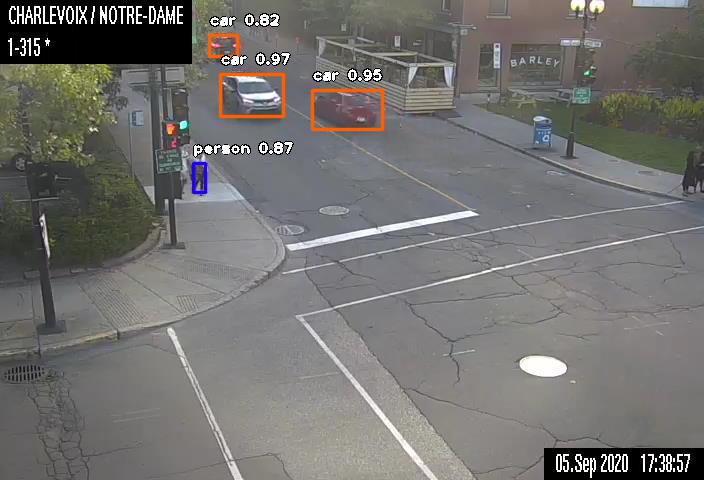 CHARLEVOIX / NOTRE-DAME
1-315 *
car 0.82
car 0.97
car 0.95
person 0.87
BARLEY
05.Sep 2020 17:38:57